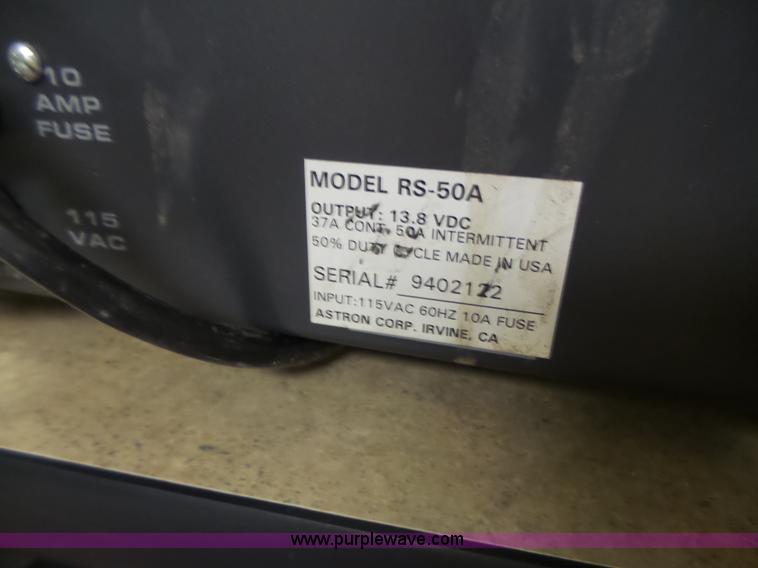 10
AMP
FUSE
115
VAC
MODEL RS-50A
OUTPUT: 13.8 VDC
37A CONT. 50A INTERMITTENT
50% DUTY CYCLE MADE IN USA
SERIAL# 9402122
INPUT:115VAC 60HZ 10A FUSE
ASTRON CORP. IRVINE, CA
www.purplewave.com